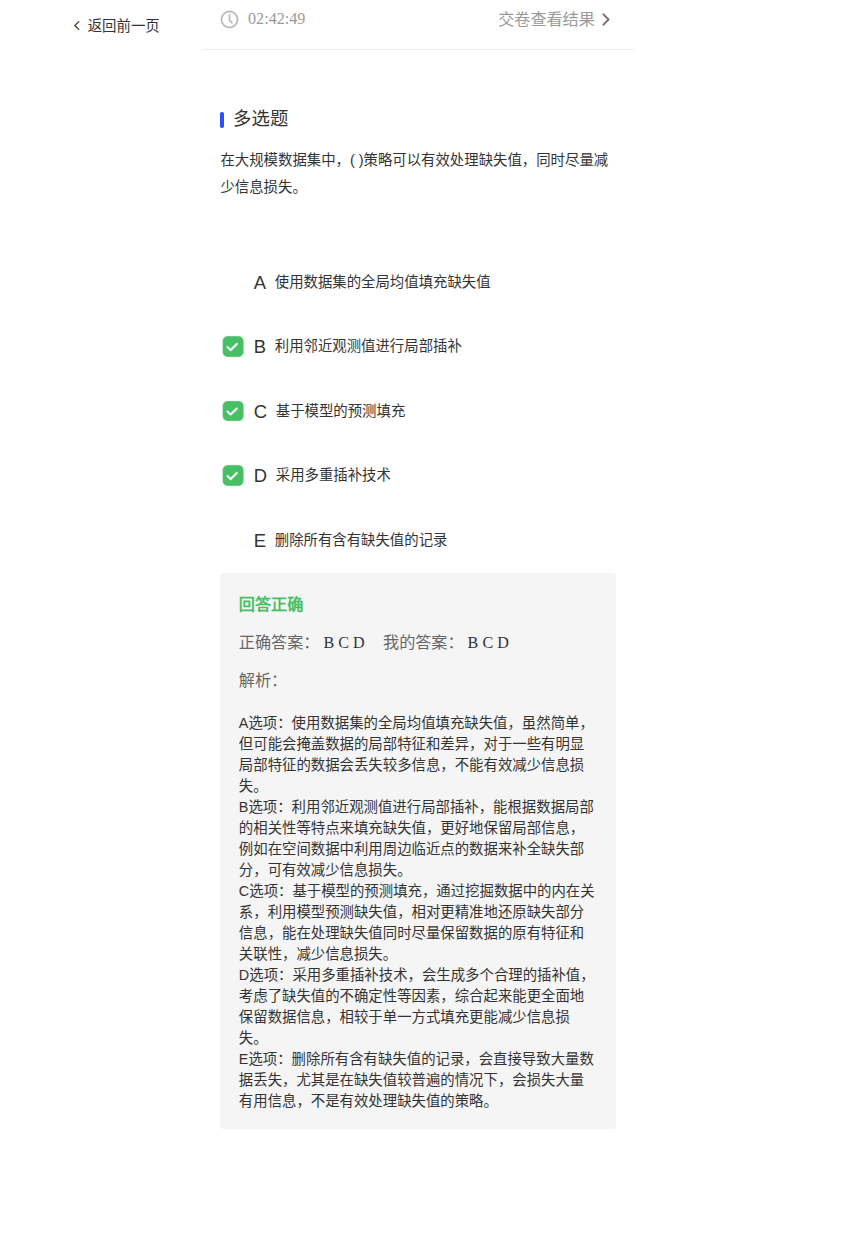 返回前一页
02:42:49
交卷查看结果
多选题
在大规模数据集中，( )策略可以有效处理缺失值，同时尽量减
少信息损失。
A 使用数据集的全局均值填充缺失值
B 利用邻近观测值进行局部插补
C 基于模型的预测填充
D 采用多重插补技术
E 删除所有含有缺失值的记录
回答正确
正确答案： B C D 我的答案： B C D
解析：
A选项：使用数据集的全局均值填充缺失值，虽然简单，
但可能会掩盖数据的局部特征和差异，对于一些有明显
局部特征的数据会丢失较多信息，不能有效减少信息损
失。
B选项：利用邻近观测值进行局部插补，能根据数据局部
的相关性等特点来填充缺失值，更好地保留局部信息，
例如在空间数据中利用周边临近点的数据来补全缺失部
分，可有效减少信息损失。
C选项：基于模型的预测填充，通过挖掘数据中的内在关
系，利用模型预测缺失值，相对更精准地还原缺失部分
信息，能在处理缺失值同时尽量保留数据的原有特征和
关联性，减少信息损失。
D选项：采用多重插补技术，会生成多个合理的插补值，
考虑了缺失值的不确定性等因素，综合起来能更全面地
保留数据信息，相较于单一方式填充更能减少信息损
失。
E选项：删除所有含有缺失值的记录，会直接导致大量数
据丢失，尤其是在缺失值较普遍的情况下，会损失大量
有用信息，不是有效处理缺失值的策略。